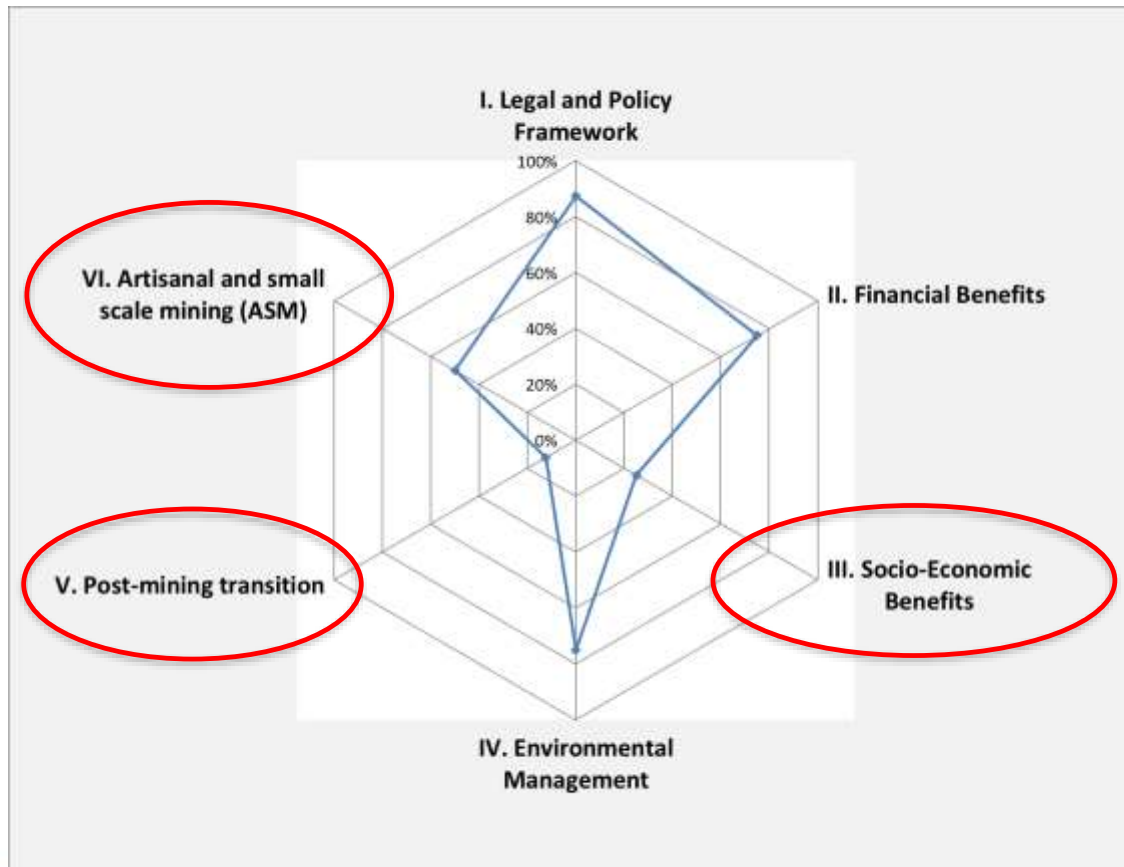 I. Legal and Policy
Framework
100%
80%
60%
40%
20%
0%
II. Financial Benefits
III. Socio-Economic
Benefits
IV. Environmental
Management
V. Post-mining transition
VI. Artisanal and small
scale mining (ASM)